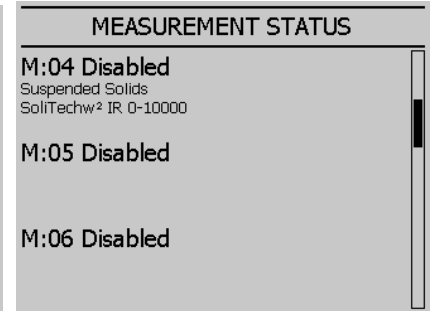 MEASUREMENT STATUS
M:04 Disabled
Suspended Solids
SoliTechw² IR 0-10000
M:05 Disabled
M:06 Disabled